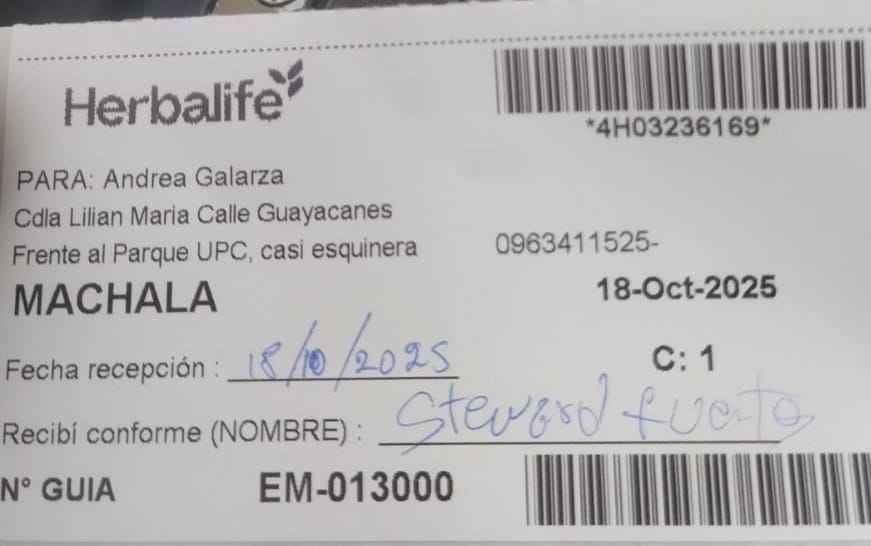 Herbalife
*4H03236169*
PARA: Andrea Galarza
Cdla Lilian Maria Calle Guayacanes
Frente al Parque UPC, casi esquinera 0963411525-
MACHALA 18-Oct-2025
Fecha recepción : 18/10/2025 C: 1
Recibí conforme (NOMBRE) :
N° GUIA EM-013000